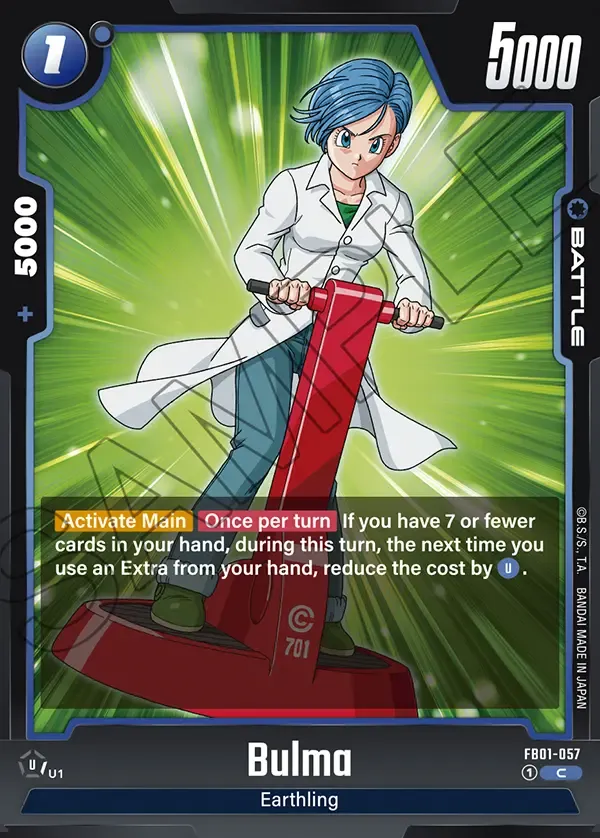 1
5000
+ 5000
BATTLE
SAMPLE
Activate Main Once per turn If you have 7 or fewer
cards in your hand, during this turn, the next time you
use an Extra from your hand, reduce the cost by U .
C
701
©B.S./S., T.A. BANDAI MADE IN JAPAN
Bulma
FB01-057
U/U1
1 C
Earthling